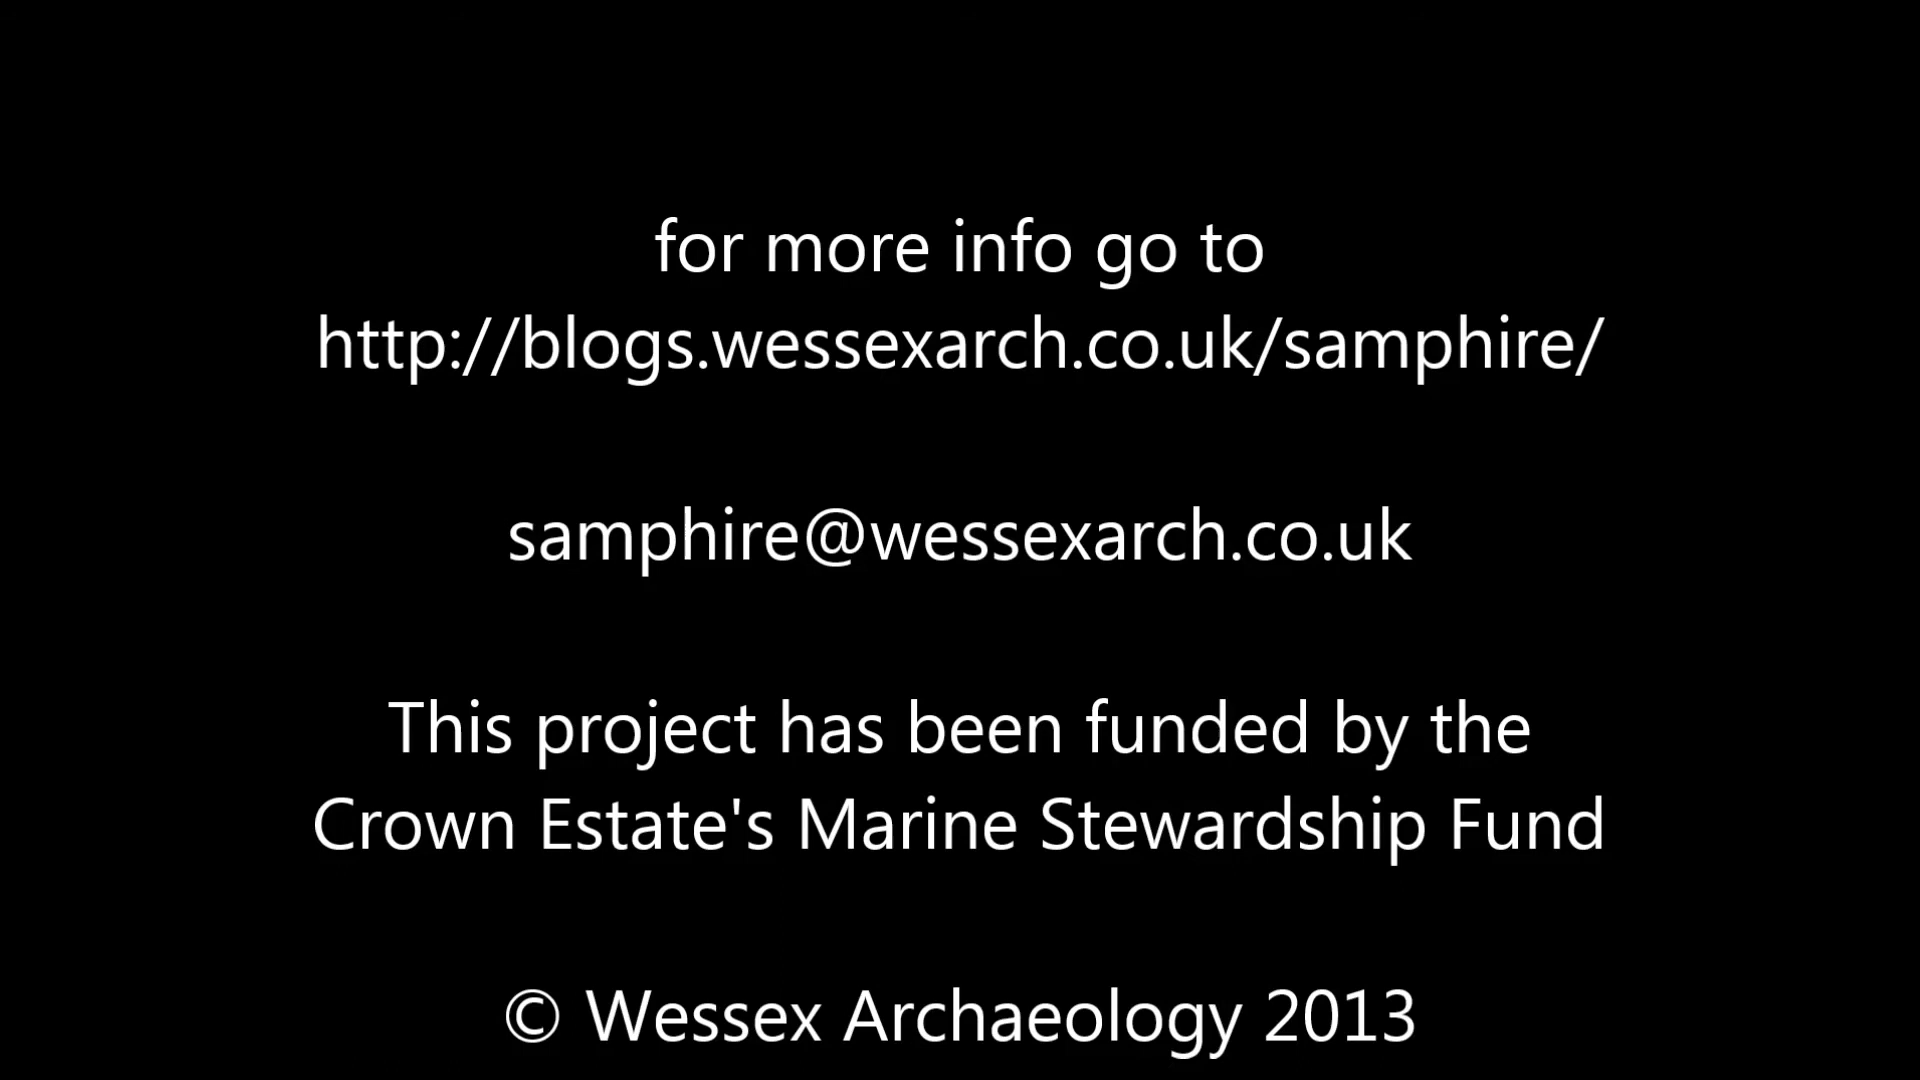 for more info go to
http://blogs.wessexarch.co.uk/samphire/
samphire@wessexarch.co.uk
This project has been funded by the
Crown Estate's Marine Stewardship Fund
© Wessex Archaeology 2013